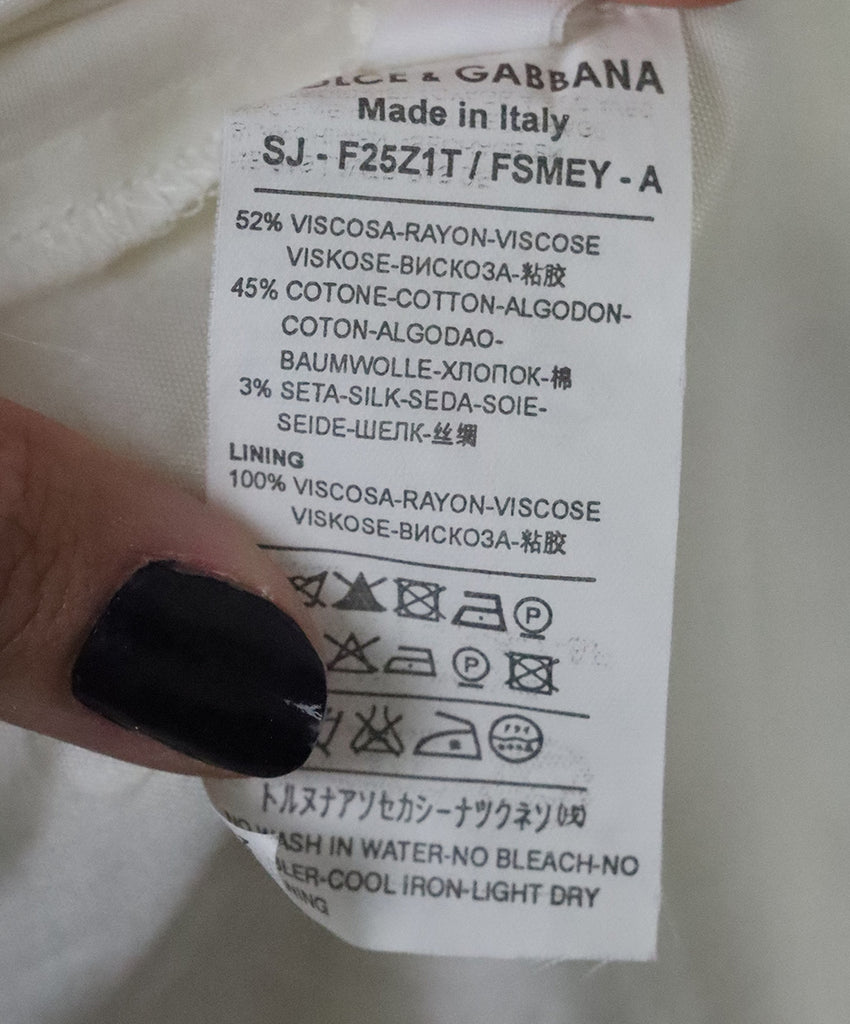 & GABBANA
Made in Italy
SJ - F25Z1T / FSMEY - A
52% VISCOSA-RAYON-VISCOSE
VISKOSE-ВИСКОЗА-粘胶
45% COTONE-COTTON-ALGODON-
COTON-ALGODAO-
BAUMWOLLE-ХЛОПОК-棉
3% SETA-SILK-SEDA-SOIE-
SEIDE-ШЕЛК-丝绸
LINING
100% VISCOSA-RAYON-VISCOSE
VISKOSE-ВИСКОЗА-粘胶
P
P
トルヌナアソセカシーナツクネソ
NO WASH IN WATER-NO BLEACH-NO
COOL IRON-LIGHT DRY